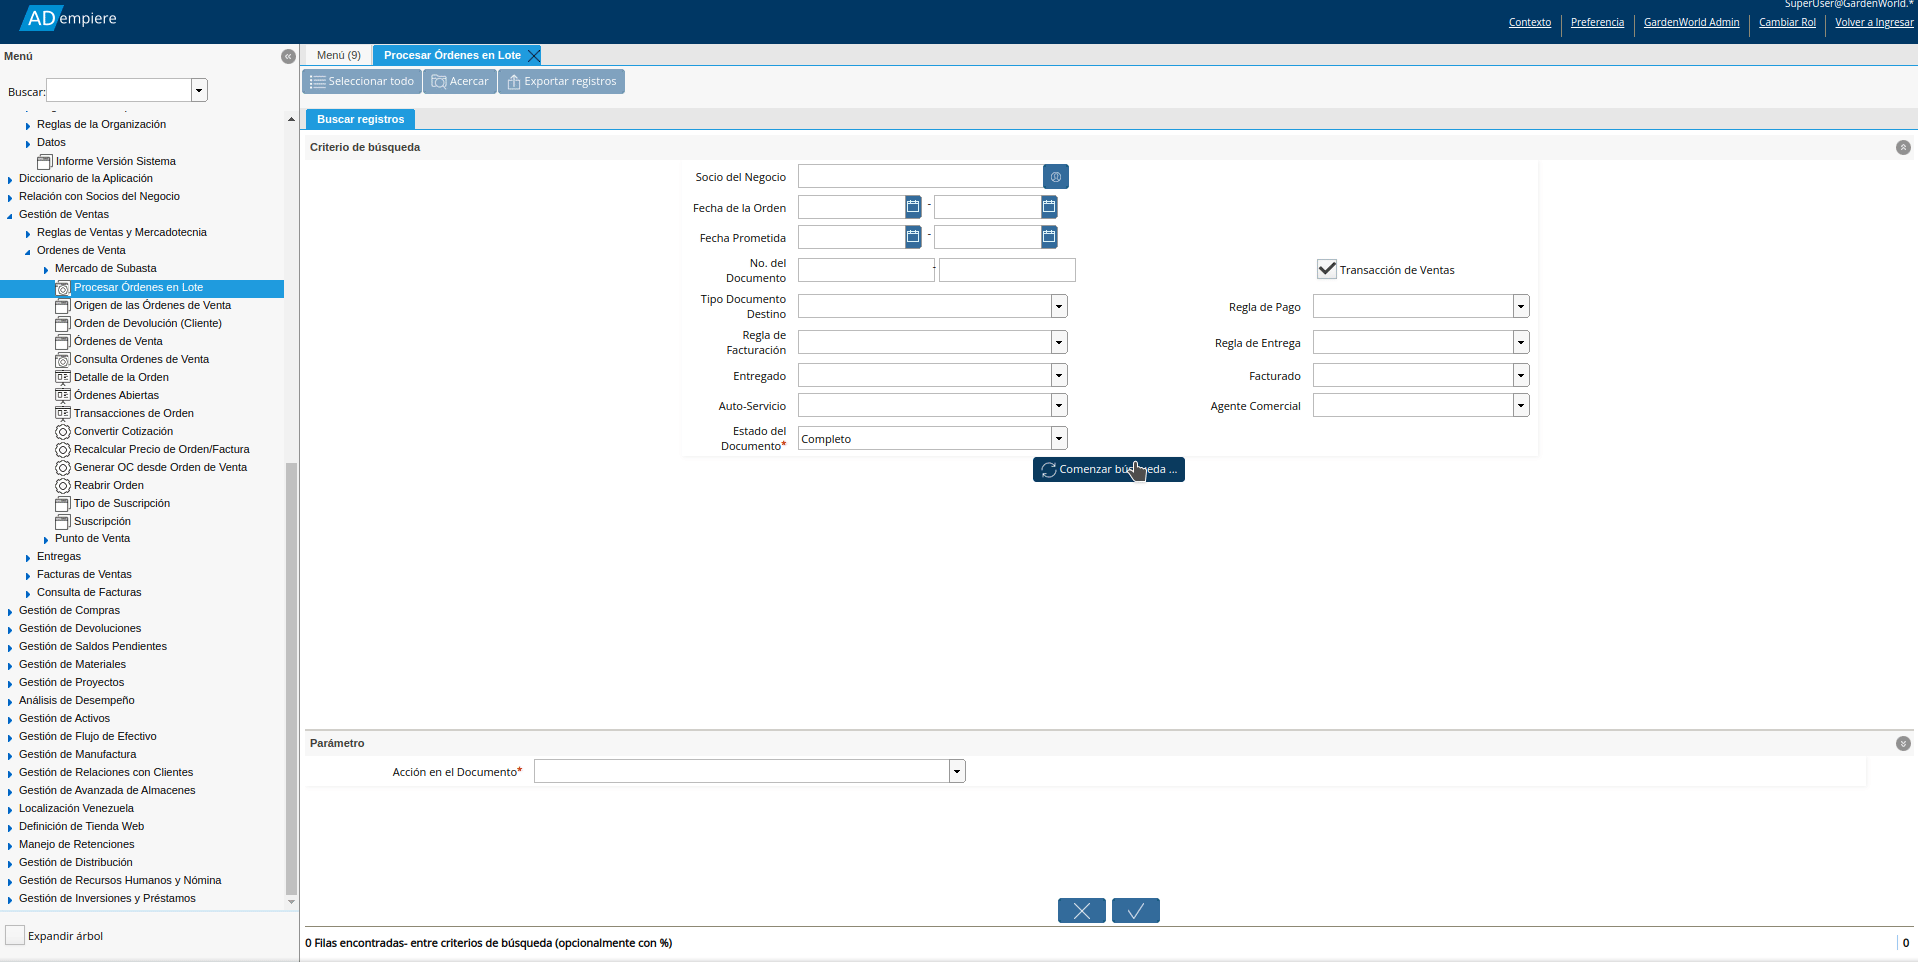 ADempiere
SuperUser@GardenWorld.*
Contexto
Preferencia
GardenWorld Admin
Cambiar Rol
Volver a Ingresar
Menú
Buscar:
Reglas de la Organización
Datos
Informe Versión Sistema
Diccionario de la Aplicación
Relación con Socios del Negocio
Gestión de Ventas
Reglas de Ventas y Mercadotecnia
Ordenes de Venta
Mercado de Subasta
Procesar Órdenes en Lote
Origen de las Órdenes de Venta
Orden de Devolución (Cliente)
Órdenes de Venta
Consulta Ordenes de Venta
Detalle de la Orden
Órdenes Abiertas
Transacciones de Orden
Convertir Cotización
Recalcular Precio de Orden/Factura
Generar OC desde Orden de Venta
Reabrir Orden
Tipo de Suscripción
Suscripción
Punto de Venta
Entregas
Facturas de Ventas
Consulta de Facturas
Gestión de Compras
Gestión de Devoluciones
Gestión de Saldos Pendientes
Gestión de Materiales
Gestión de Proyectos
Análisis de Desempeño
Gestión de Activos
Gestión de Flujo de Efectivo
Gestión de Manufactura
Gestión de Relaciones con Clientes
Gestión de Avanzada de Almacenes
Localización Venezuela
Definición de Tienda Web
Manejo de Retenciones
Gestión de Distribución
Gestión de Recursos Humanos y Nómina
Gestión de Inversiones y Préstamos
Expandir árbol
Menú (9)
Procesar Órdenes en Lote
Seleccionar todo
Acercar
Exportar registros
Buscar registros
Criterio de búsqueda
Socio del Negocio
Fecha de la Orden
-
Fecha Prometida
-
No. del
Documento
-
Transacción de Ventas
Tipo Documento
Destino
Regla de Pago
Regla de
Facturación
Regla de Entrega
Entregado
Facturado
Auto-Servicio
Agente Comercial
Estado del
Documento*
Completo
Comenzar búsqueda ...
Parámetro
Acción en el Documento*
0 Filas encontradas- entre criterios de búsqueda (opcionalmente con %)
0